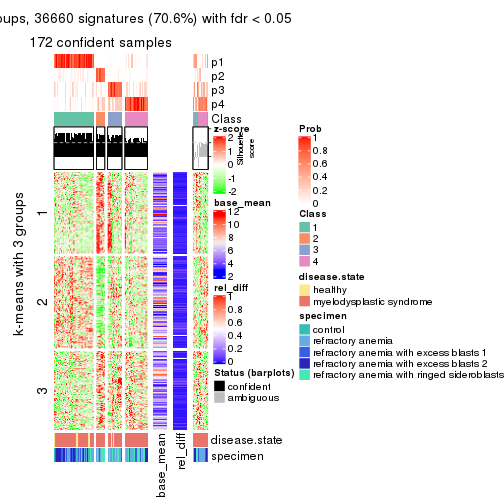 oups, 36660 signatures (70.6%) with fdr < 0.05
172 confident samples
p1
p2
p3
p4
Class
Silhouette
score
1
2
3
k-means with 3 groups
disease.state
specimen
base_mean
rel_diff
z-score
2
1
0
-1
-2
base_mean
12
10
8
6
4
2
rel_diff
1
0.8
0.6
0.4
0.2
0
Status (barplots)
confident
ambiguous
Prob
1
0.8
0.6
0.4
0.2
0
Class
1
2
3
4
disease.state
healthy
myelodysplastic syndrome
specimen
control
refractory anemia
refractory anemia with excess blasts 1
refractory anemia with excess blasts 2
refractory anemia with ringed sideroblasts